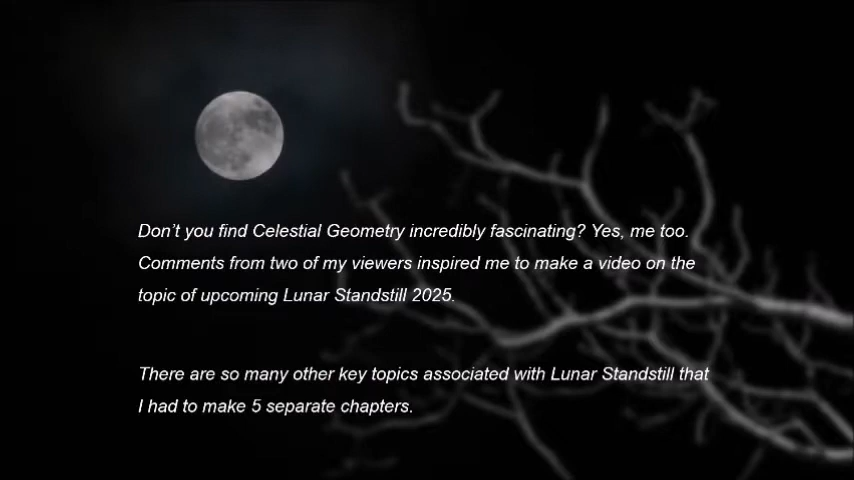 Don’t you find Celestial Geometry incredibly fascinating? Yes, me too.
Comments from two of my viewers inspired me to make a video on the
topic of upcoming Lunar Standstill 2025.
There are so many other key topics associated with Lunar Standstill that
I had to make 5 separate chapters.